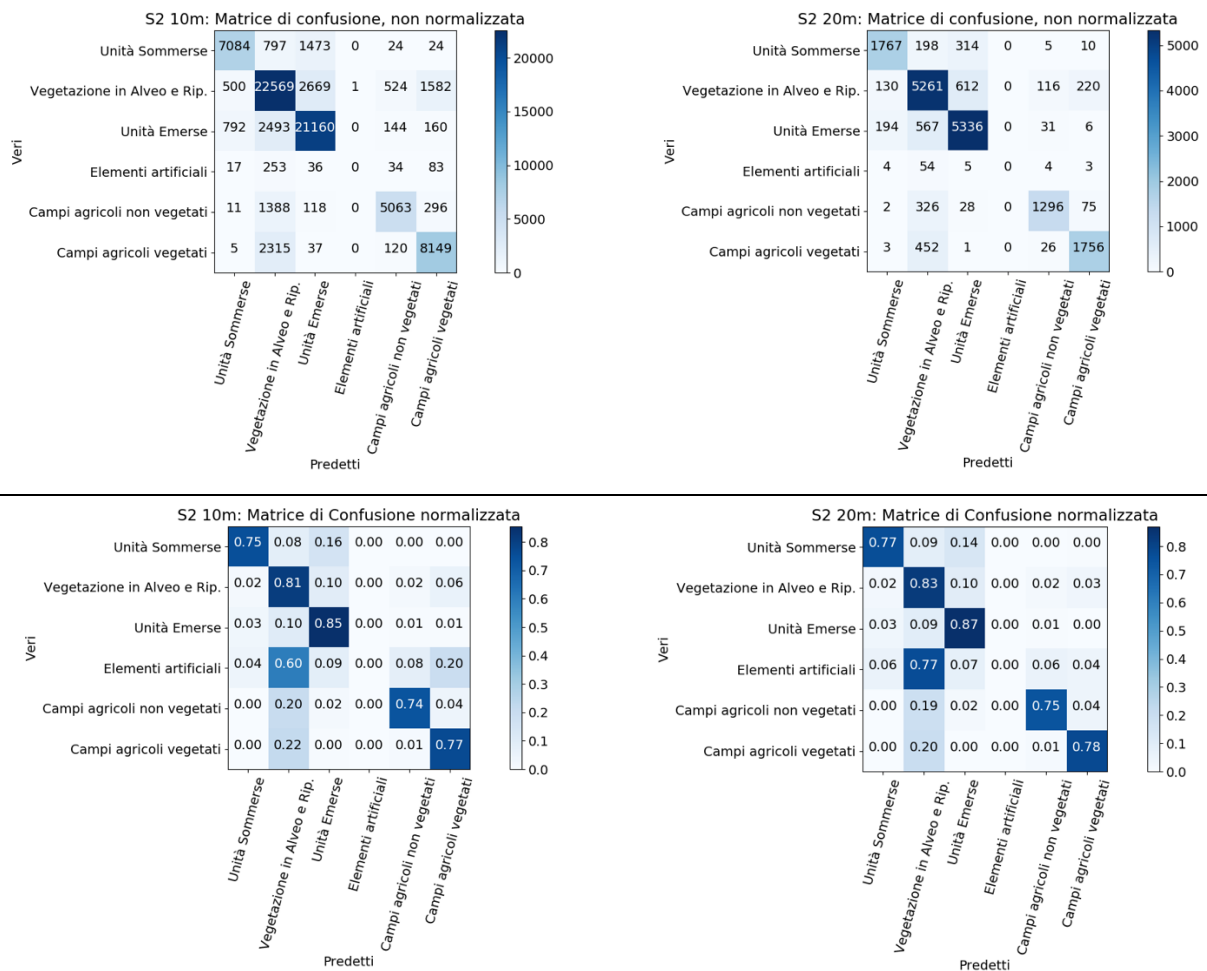 S2 10m: Matrice di confusione, non normalizzata
Unità Sommerse 7084 797 1473 0 24 24
Vegetazione in Alveo e Rip. 500 22569 2669 1 524 1582
Unità Emerse 792 2493 21160 0 144 160
Elementi artificiali 17 253 36 0 34 83
Campi agricoli non vegetati 11 1388 118 0 5063 296
Campi agricoli vegetati 5 2315 37 0 120 8149
Veri
20000
15000
10000
5000
0
Unità Sommerse
Vegetazione in Alveo e Rip.
Unità Emerse
Elementi artificiali
Campi agricoli non vegetati
Campi agricoli vegetati
Predetti
S2 20m: Matrice di confusione, non normalizzata
Unità Sommerse 1767 198 314 0 5 10
Vegetazione in Alveo e Rip. 130 5261 612 0 116 220
Unità Emerse 194 567 5336 0 31 6
Elementi artificiali 4 54 5 0 4 3
Campi agricoli non vegetati 2 326 28 0 1296 75
Campi agricoli vegetati 3 452 1 0 26 1756
Veri
5000
4000
3000
2000
1000
0
Unità Sommerse
Vegetazione in Alveo e Rip.
Unità Emerse
Elementi artificiali
Campi agricoli non vegetati
Campi agricoli vegetati
Predetti
S2 10m: Matrice di Confusione normalizzata
Unità Sommerse 0.75 0.08 0.16 0.00 0.00 0.00
Vegetazione in Alveo e Rip. 0.02 0.81 0.10 0.00 0.02 0.06
Unità Emerse 0.03 0.10 0.85 0.00 0.01 0.01
Elementi artificiali 0.04 0.60 0.09 0.00 0.08 0.20
Campi agricoli non vegetati 0.00 0.20 0.02 0.00 0.74 0.04
Campi agricoli vegetati 0.00 0.22 0.00 0.00 0.01 0.77
Veri
0.8
0.7
0.6
0.5
0.4
0.3
0.2
0.1
0.0
Unità Sommerse
Vegetazione in Alveo e Rip.
Unità Emerse
Elementi artificiali
Campi agricoli non vegetati
Campi agricoli vegetati
Predetti
S2 20m: Matrice di Confusione normalizzata
Unità Sommerse 0.77 0.09 0.14 0.00 0.00 0.00
Vegetazione in Alveo e Rip. 0.02 0.83 0.10 0.00 0.02 0.03
Unità Emerse 0.03 0.09 0.87 0.00 0.01 0.00
Elementi artificiali 0.06 0.77 0.07 0.00 0.06 0.04
Campi agricoli non vegetati 0.00 0.19 0.02 0.00 0.75 0.04
Campi agricoli vegetati 0.00 0.20 0.00 0.00 0.01 0.78
Veri
0.8
0.7
0.6
0.5
0.4
0.3
0.2
0.1
0.0
Unità Sommerse
Vegetazione in Alveo e Rip.
Unità Emerse
Elementi artificiali
Campi agricoli non vegetati
Campi agricoli vegetati
Predetti